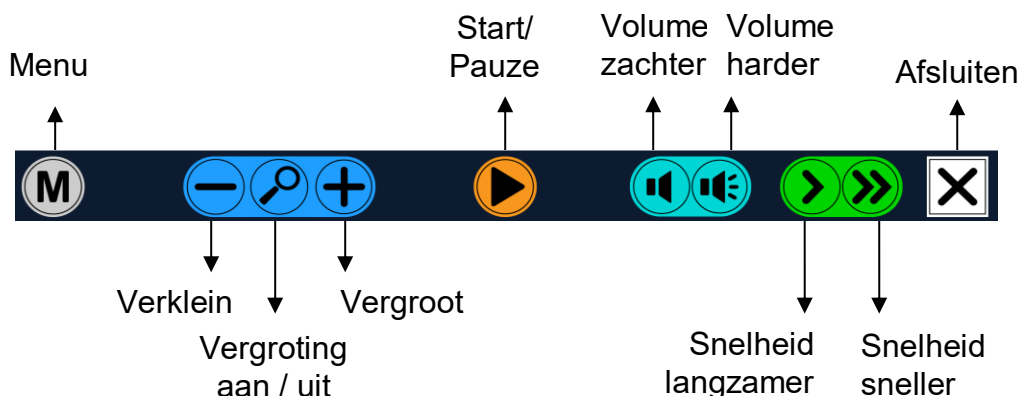 Menu
Start/
Pauze
Volume
zachter
Volume
harder
Afsluiten
M
Verklein
Vergroting
aan / uit
Vergroot
Snelheid
langzamer
Snelheid
sneller